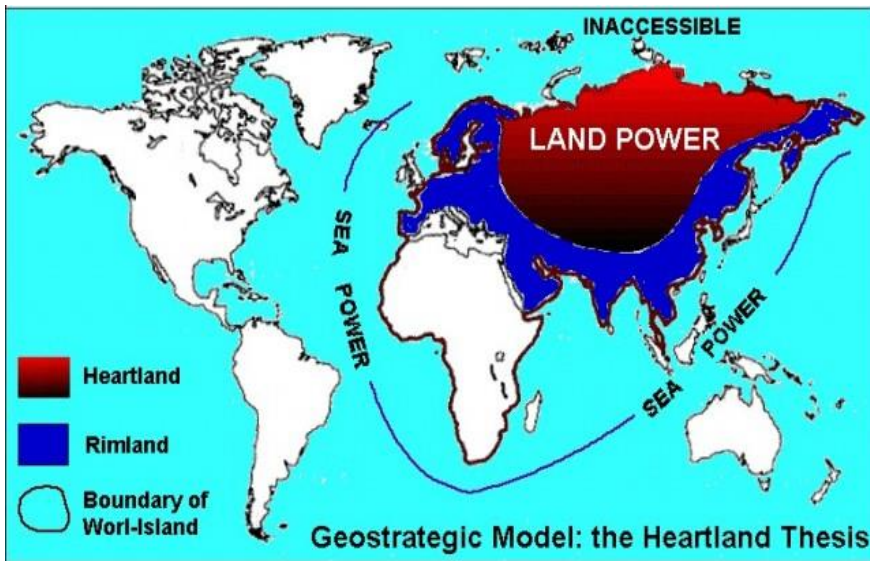 INACCESSIBLE
LAND POWER
SEA POWER
SEA POWER
Heartland
Rimland
Boundary of
Worl-Island
Geostrategic Model: the Heartland Thesis